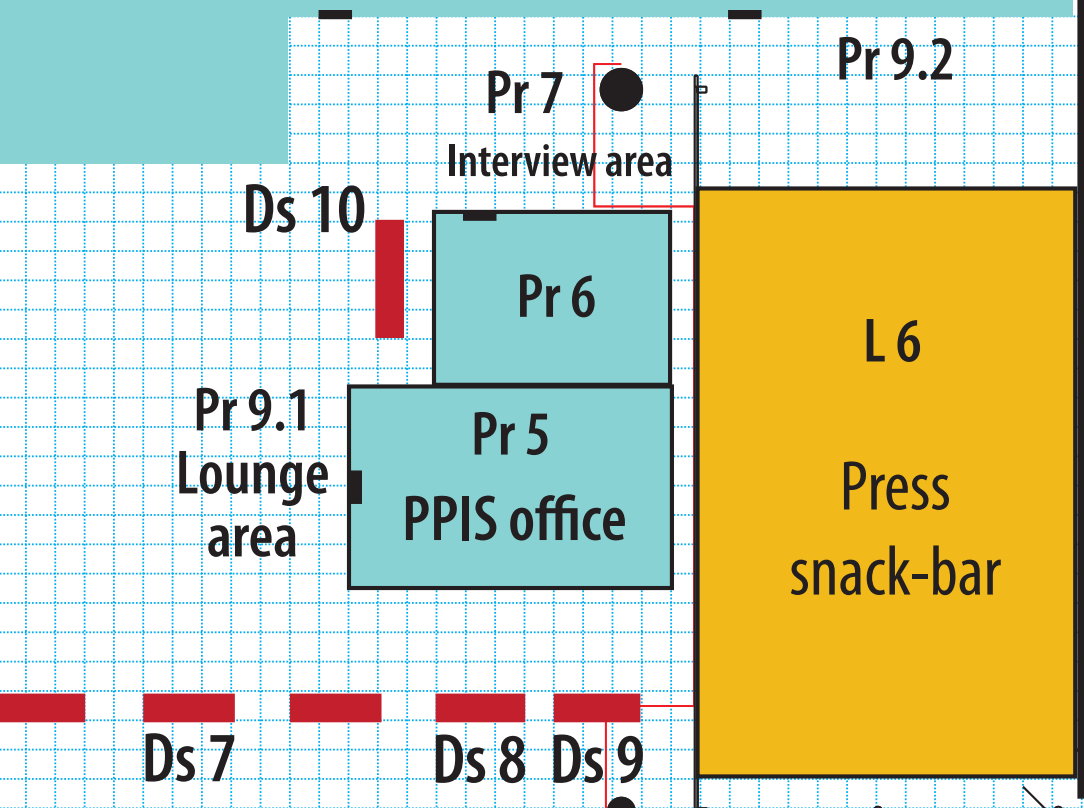 Pr 9.2
Pr 7
Interview area
Ds 10
Pr 6
L 6
Pr 9.1
Lounge
area
Pr 5
PPIS office
Press
snack-bar
Ds 7
Ds 8
Ds 9